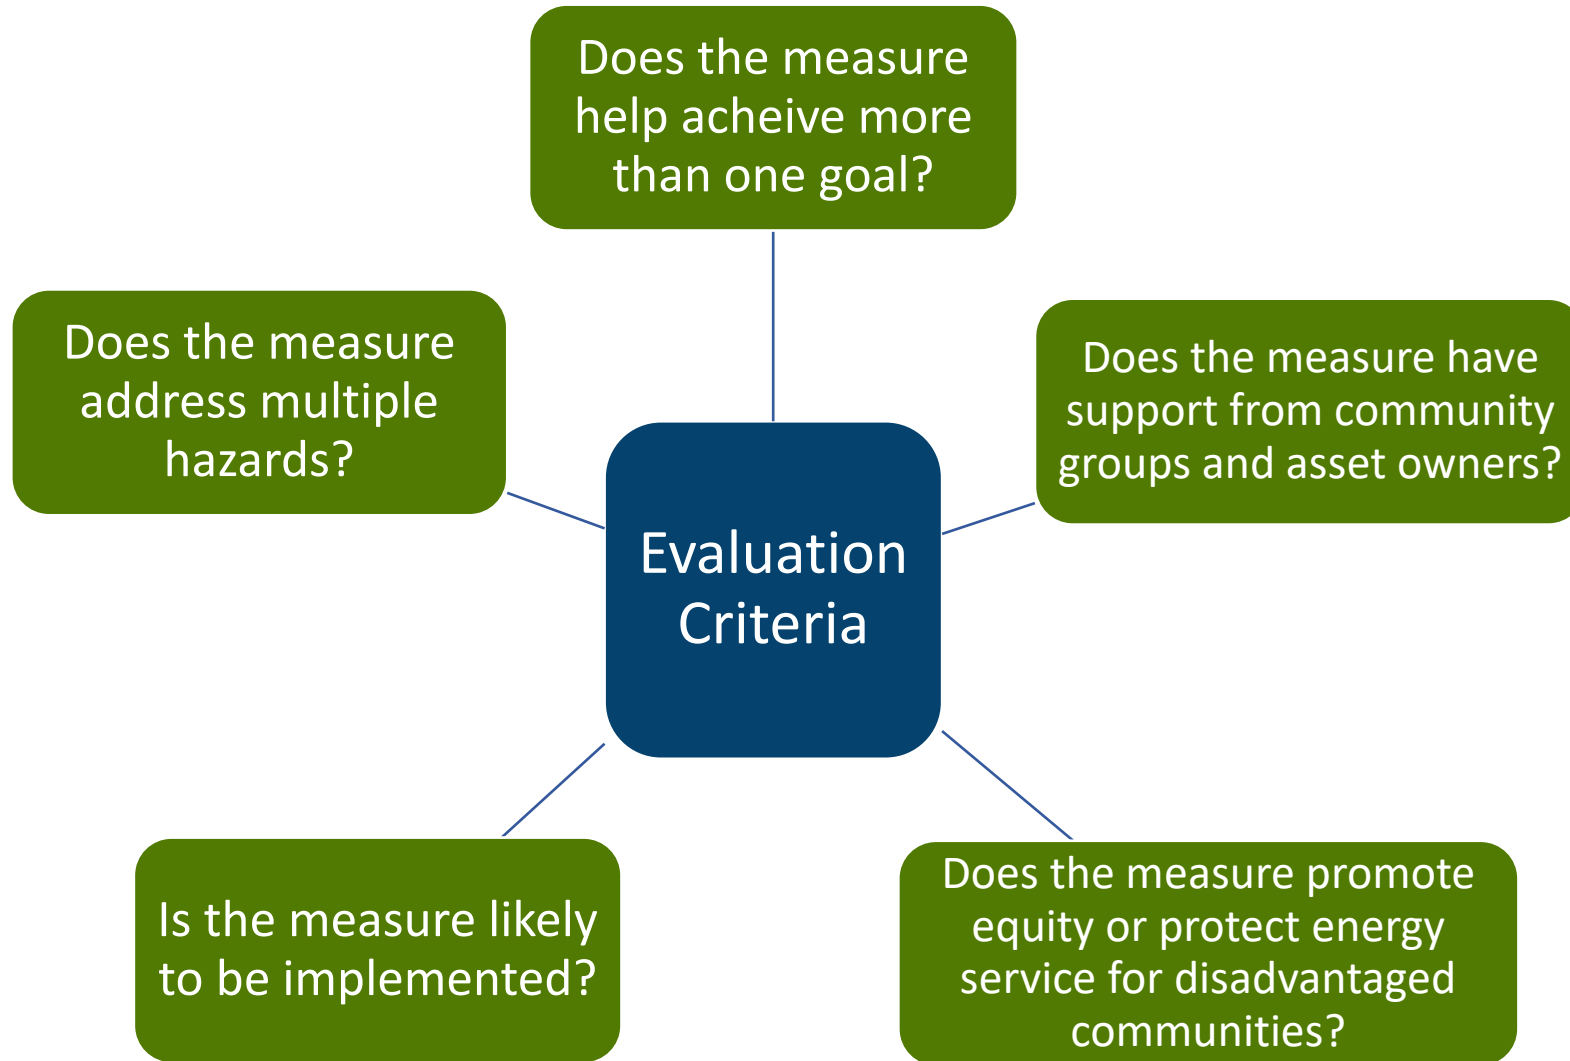 Does the measure
help acheive more
than one goal?
Does the measure
address multiple
hazards?
Does the measure have
support from community
groups and asset owners?
Evaluation
Criteria
Is the measure likely
to be implemented?
Does the measure promote
equity or protect energy
service for disadvantaged
communities?